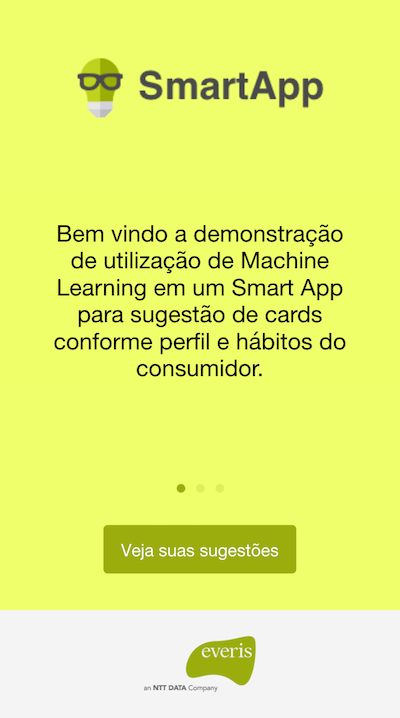 SmartApp
Bem vindo a demonstração
de utilização de Machine
Learning em um Smart App
para sugestão de cards
conforme perfil e hábitos do
consumidor.
Veja suas sugestões
everis
an NTT DATA Company